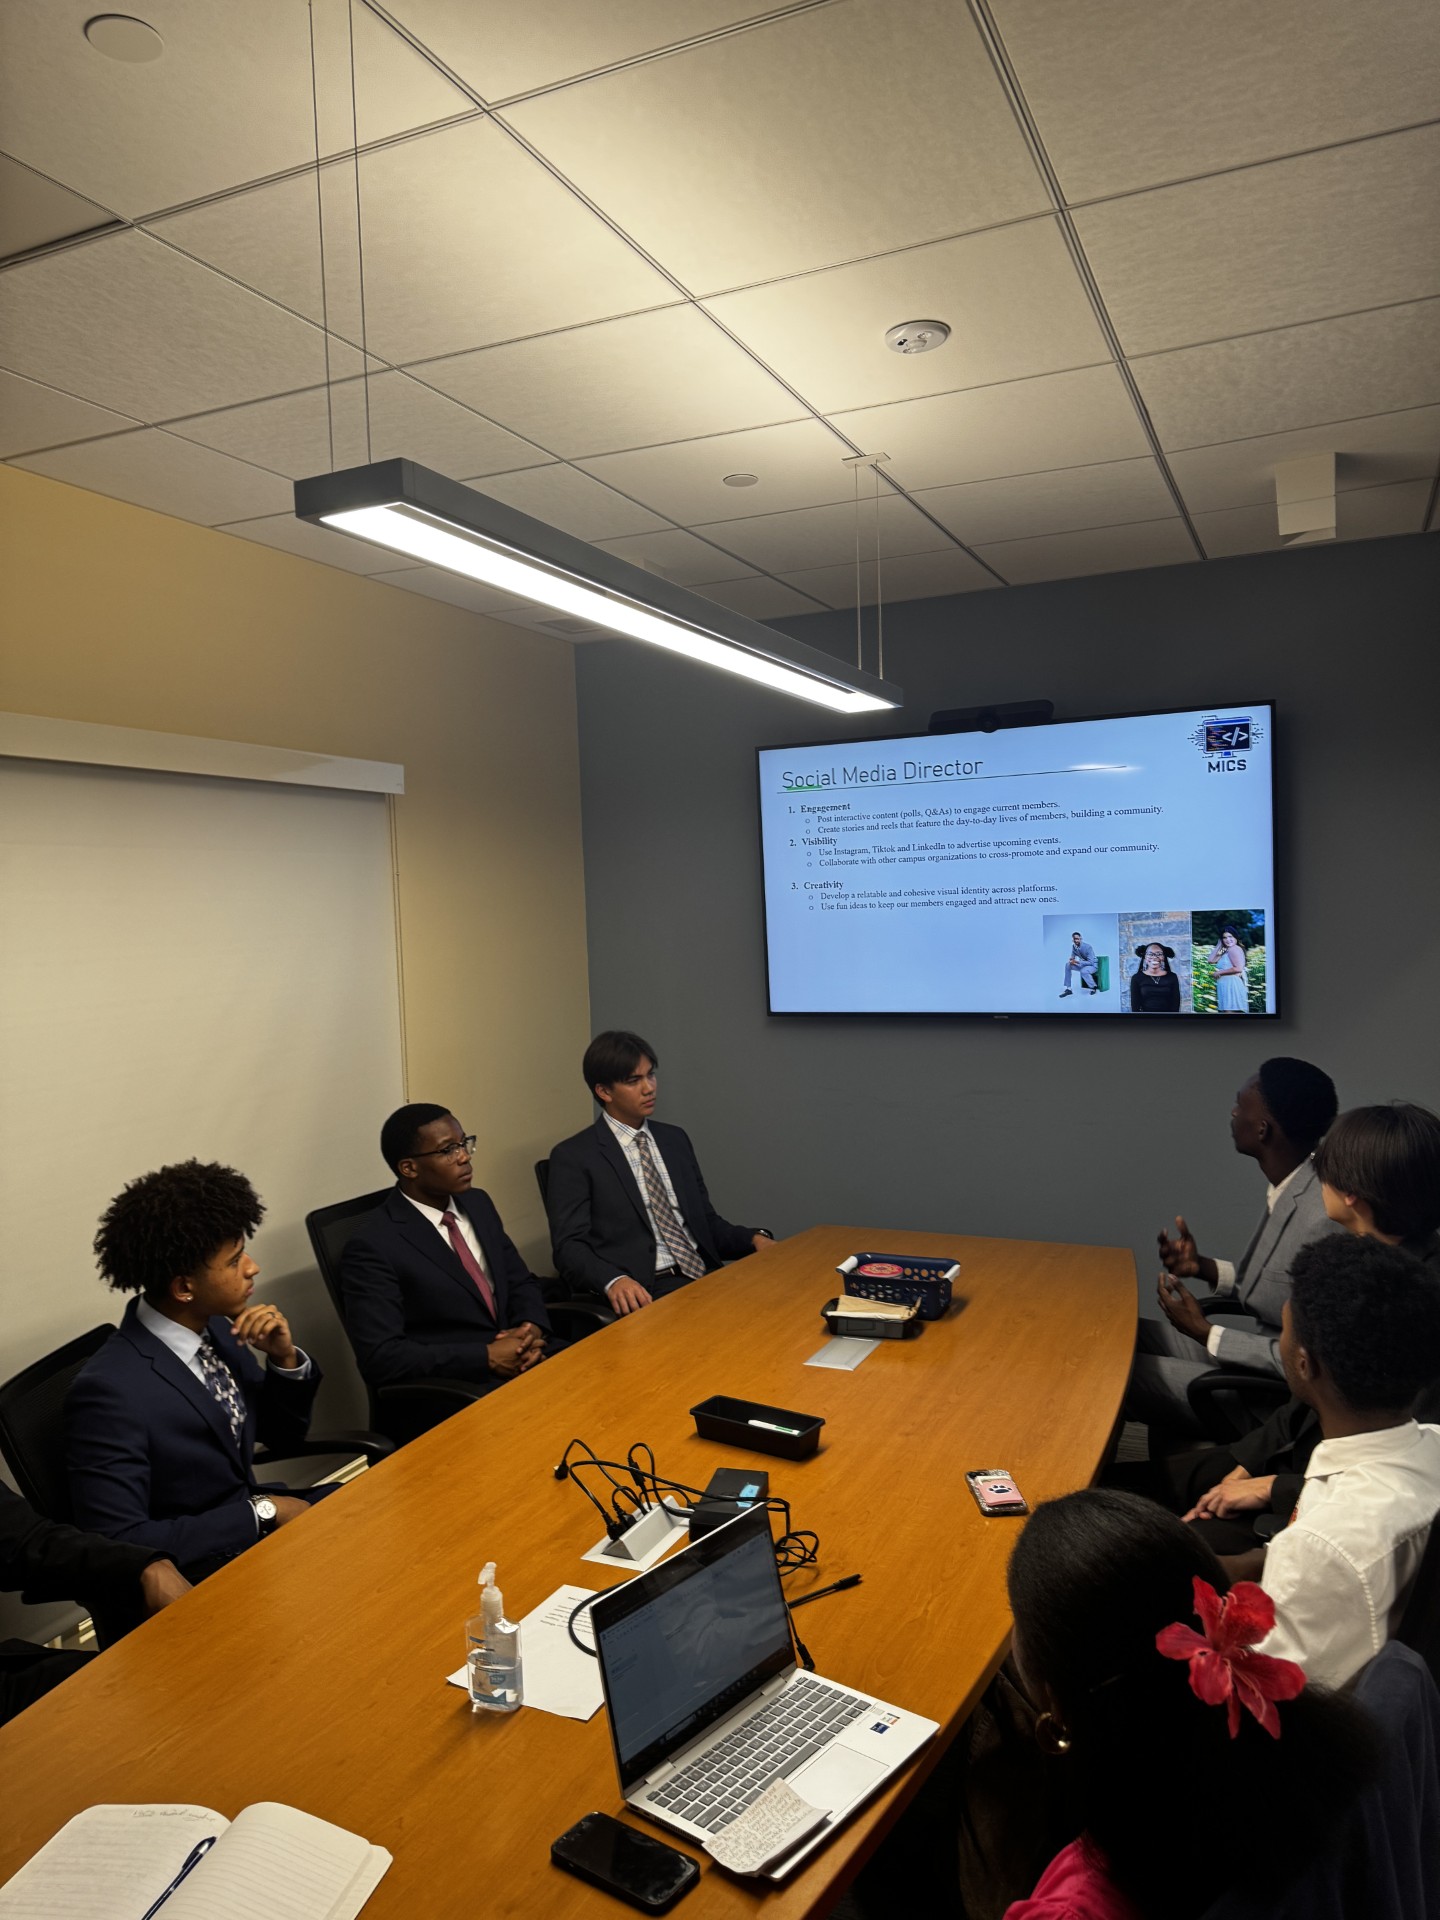 </>
MICS
Social Media Director
1. Engagement
o Post interactive content (polls, Q&As) to engage current members.
o Create stories and reels that feature the day-to-day lives of members, building a community.
2. Visibility
o Use Instagram, Tiktok and LinkedIn to advertise upcoming events.
o Collaborate with other campus organizations to cross-promote and expand our community.
3. Creativity
o Develop a relatable and cohesive visual identity across platforms.
o Use fun ideas to keep our members engaged and attract new ones.